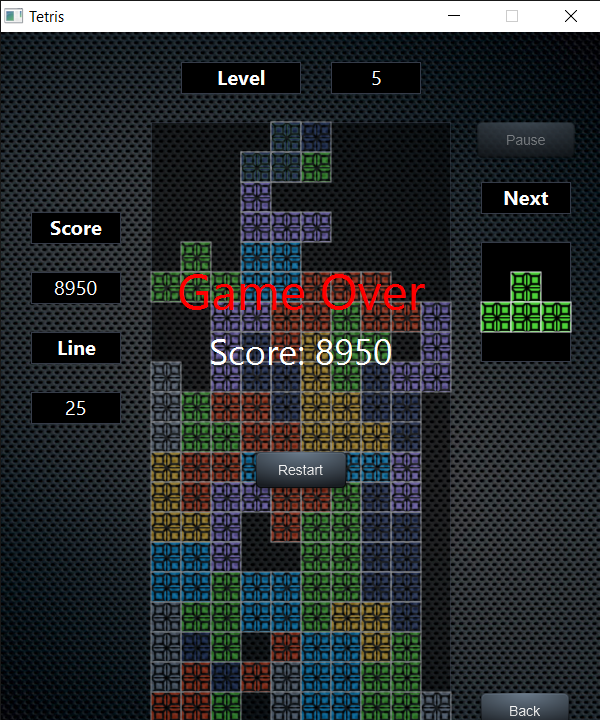 Tetris
Level 5
Pause
Next
Score
8950
Game Over
Line
Score: 8950
25
Restart
Back